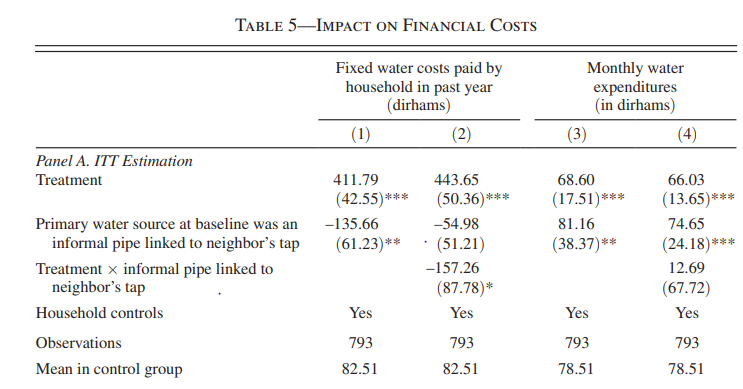 TABLE 5—IMPACT ON FINANCIAL COSTS
Fixed water costs paid by household in past year (dirhams)
Monthly water expenditures (in dirhams)
(1) (2) (3) (4)
Panel A. ITT Estimation
Treatment 411.79 443.65 68.60 66.03
(42.55)*** (50.36)*** (17.51)*** (13.65)***
Primary water source at baseline was an −135.66 −54.98 81.16 74.65
informal pipe linked to neighbor's tap (61.23)** (51.21) (38.37)** (24.18)***
Treatment × informal pipe linked to −157.26 12.69
neighbor's tap (87.78)* (67.72)
Household controls Yes Yes Yes Yes
Observations 793 793 793 793
Mean in control group 82.51 82.51 78.51 78.51